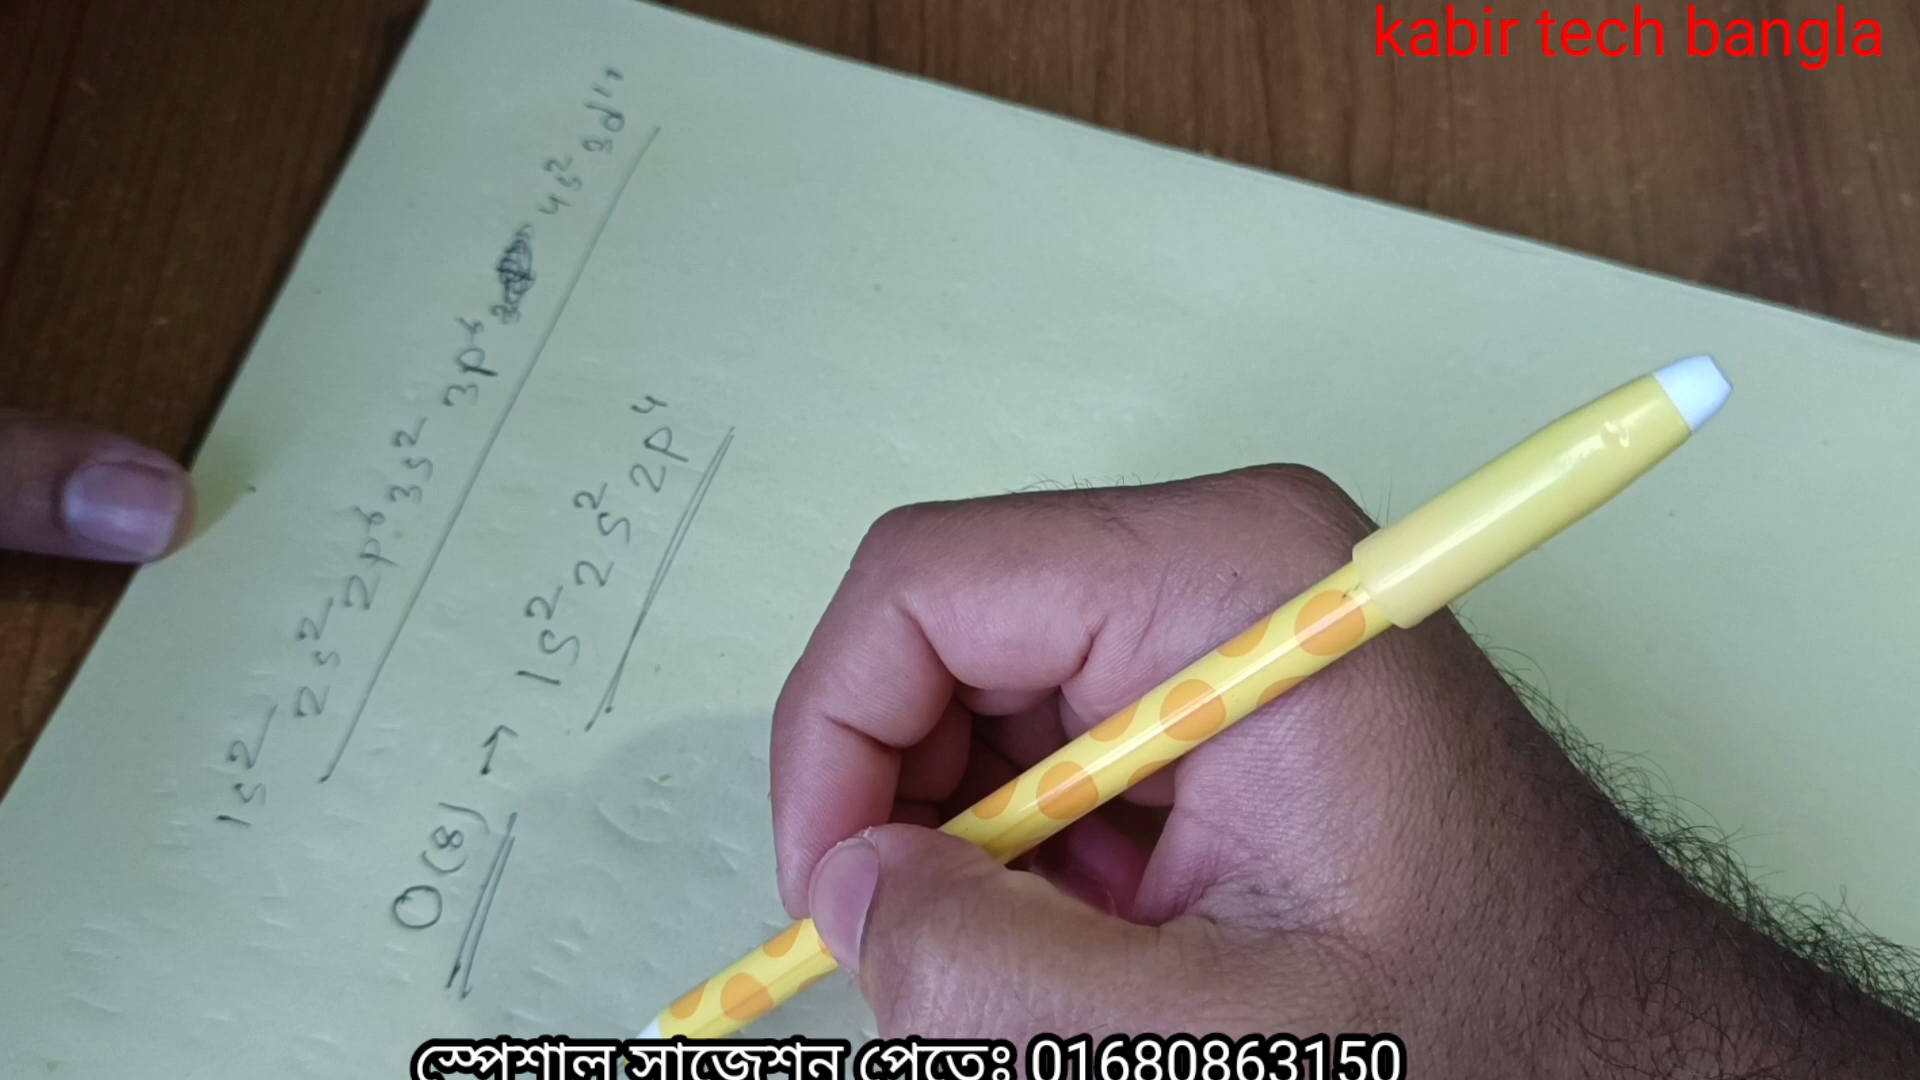 kabir tech bangla
1s² 2s² 2p⁶ 3s² 3p⁶ 4s² 3d¹⁰
O(8) → 1s² 2s² 2p⁴
স্পেশাল সাজেশন পেতেঃ 01680863150